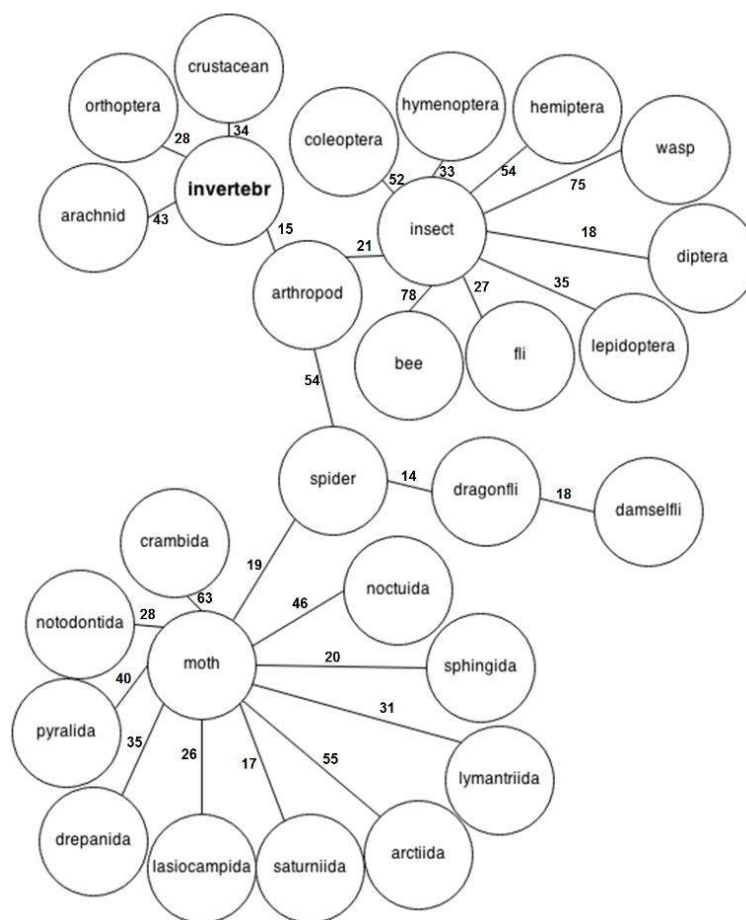 crustacean
orthoptera
34
28
invertebr
arachnid
43
15
arthropod
hymenoptera
hemiptera
coleoptera
wasp
52
33
54
75
insect
21
18
diptera
35
27
78
lepidoptera
bee
fli
54
spider
14
dragonfli
18
damselfli
19
crambida
63
noctuida
46
notodontida
28
moth
20
sphingida
40
pyralida
31
lymantriida
35
26
17
55
drepanida
lasiocampida
saturniida
arctiida